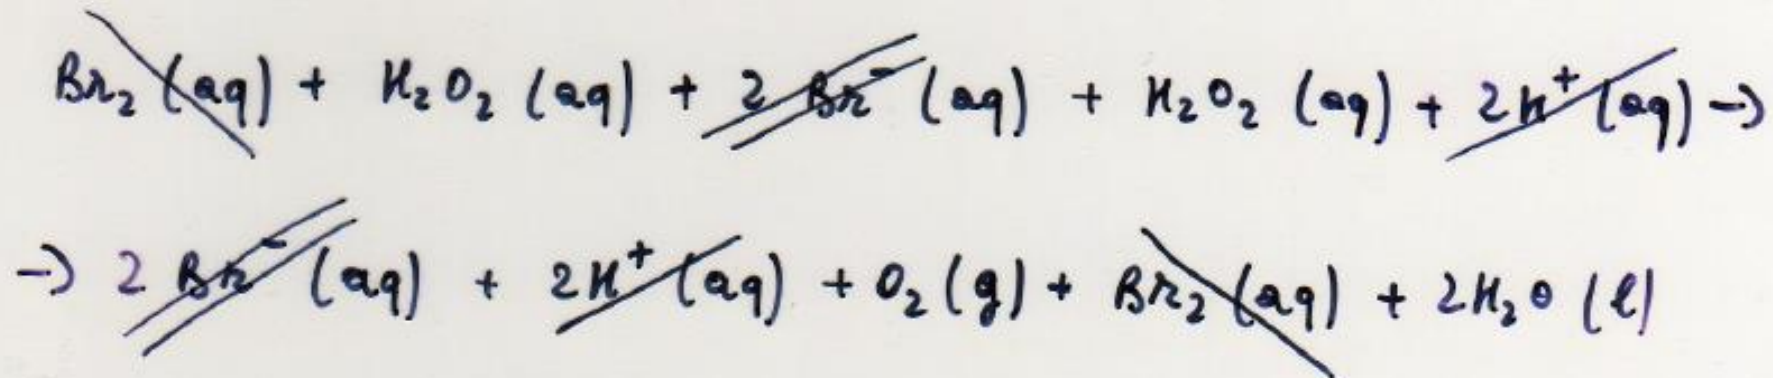 Br₂ (aq) + H₂O₂ (aq) + 2 Br⁻ (aq) + H₂O₂ (aq) + 2H⁺ (aq) →
→ 2 Br⁻ (aq) + 2H⁺ (aq) + O₂ (g) + Br₂ (aq) + 2H₂O (l)